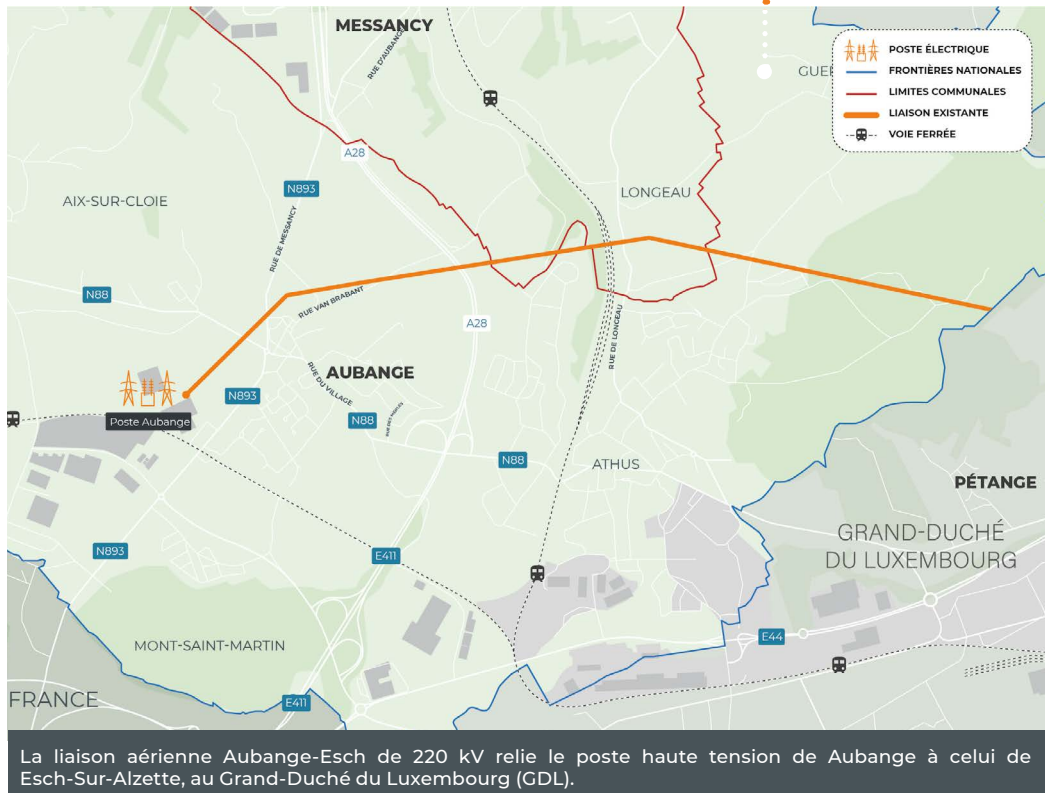 MESSANCY
RUE D'AUBANGE
POSTE ÉLECTRIQUE
FRONTIÈRES NATIONALES
LIMITES COMMUNALES
LIAISON EXISTANTE
VOIE FERRÉE
A28
N893
LONGEAU
AIX-SUR-CLOIE
RUE DE MESSANCY
N88
RUE VAN BRABANT
A28
RUE DE LONGEAU
AUBANGE
RUE DU VILLAGE
N893
Poste Aubange
N88
N88
ATHUS
PÉTANGE
GRAND-DUCHÉ
DU LUXEMBOURG
N893
E411
MONT-SAINT-MARTIN
E44
FRANCE
E411
La liaison aérienne Aubange-Esch de 220 kV relie le poste haute tension de Aubange à celui de
Esch-Sur-Alzette, au Grand-Duché du Luxembourg (GDL).